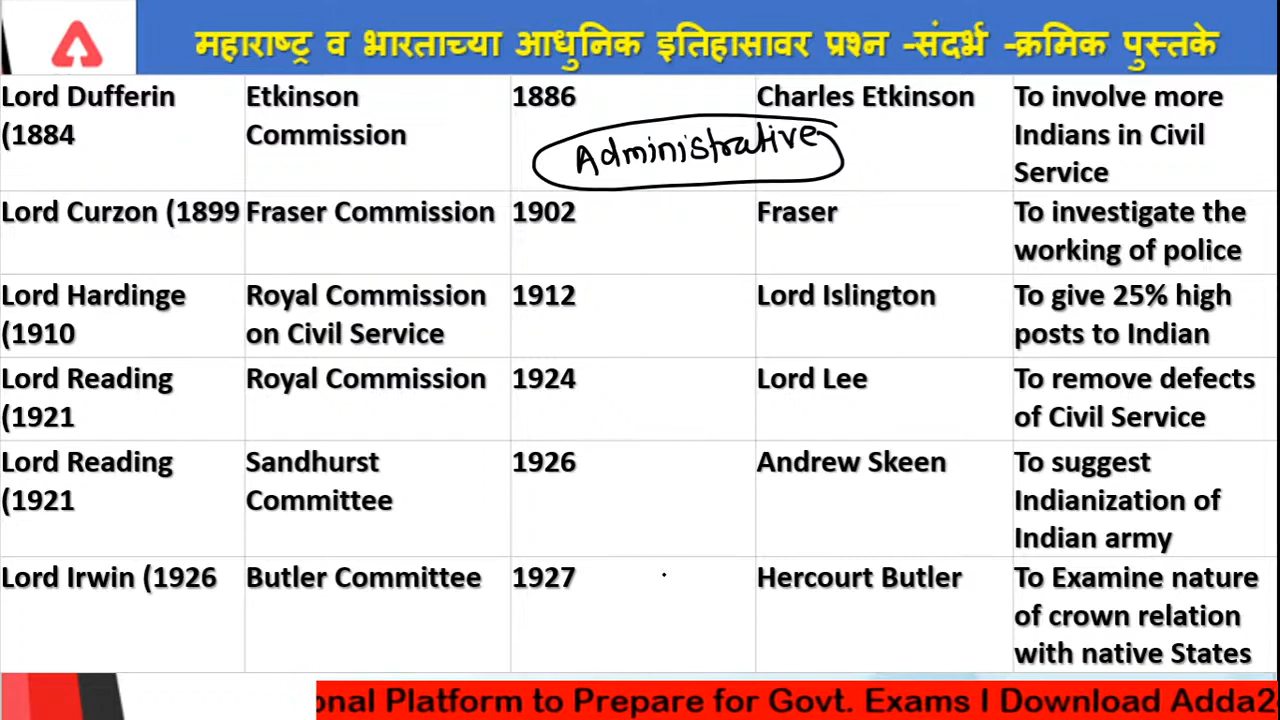 महाराष्ट्र व भारताच्या आधुनिक इतिहासावर प्रश्न -संदर्भ -क्रमिक पुस्तके
Lord Dufferin Etkinson 1886 Charles Etkinson To involve more
(1884 Commission Indians in Civil
Administrative
Service
Lord Curzon (1899 Fraser Commission 1902 Fraser To investigate the
working of police
Lord Hardinge Royal Commission 1912 Lord Islington To give 25% high
(1910 on Civil Service posts to Indian
Lord Reading Royal Commission 1924 Lord Lee To remove defects
(1921 of Civil Service
Lord Reading Sandhurst 1926 Andrew Skeen To suggest
(1921 Committee Indianization of
Indian army
Lord Irwin (1926 Butler Committee 1927 Hercourt Butler To Examine nature
of crown relation
with native States
onal Platform to Prepare for Govt. Exams I Download Adda2